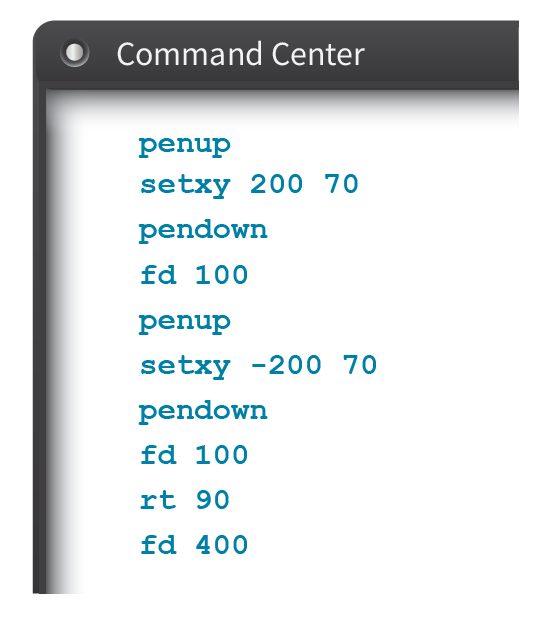 Command Center
penup
setxy 200 70
pendown
fd 100
penup
setxy -200 70
pendown
fd 100
rt 90
fd 400